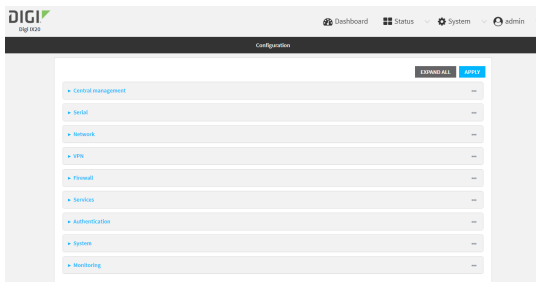 DIGI
Digi IX20
Dashboard
Status
System
admin
Configuration
EXPAND ALL
APPLY
Central management
Serial
Network
VPN
Firewall
Services
Authentication
System
Monitoring